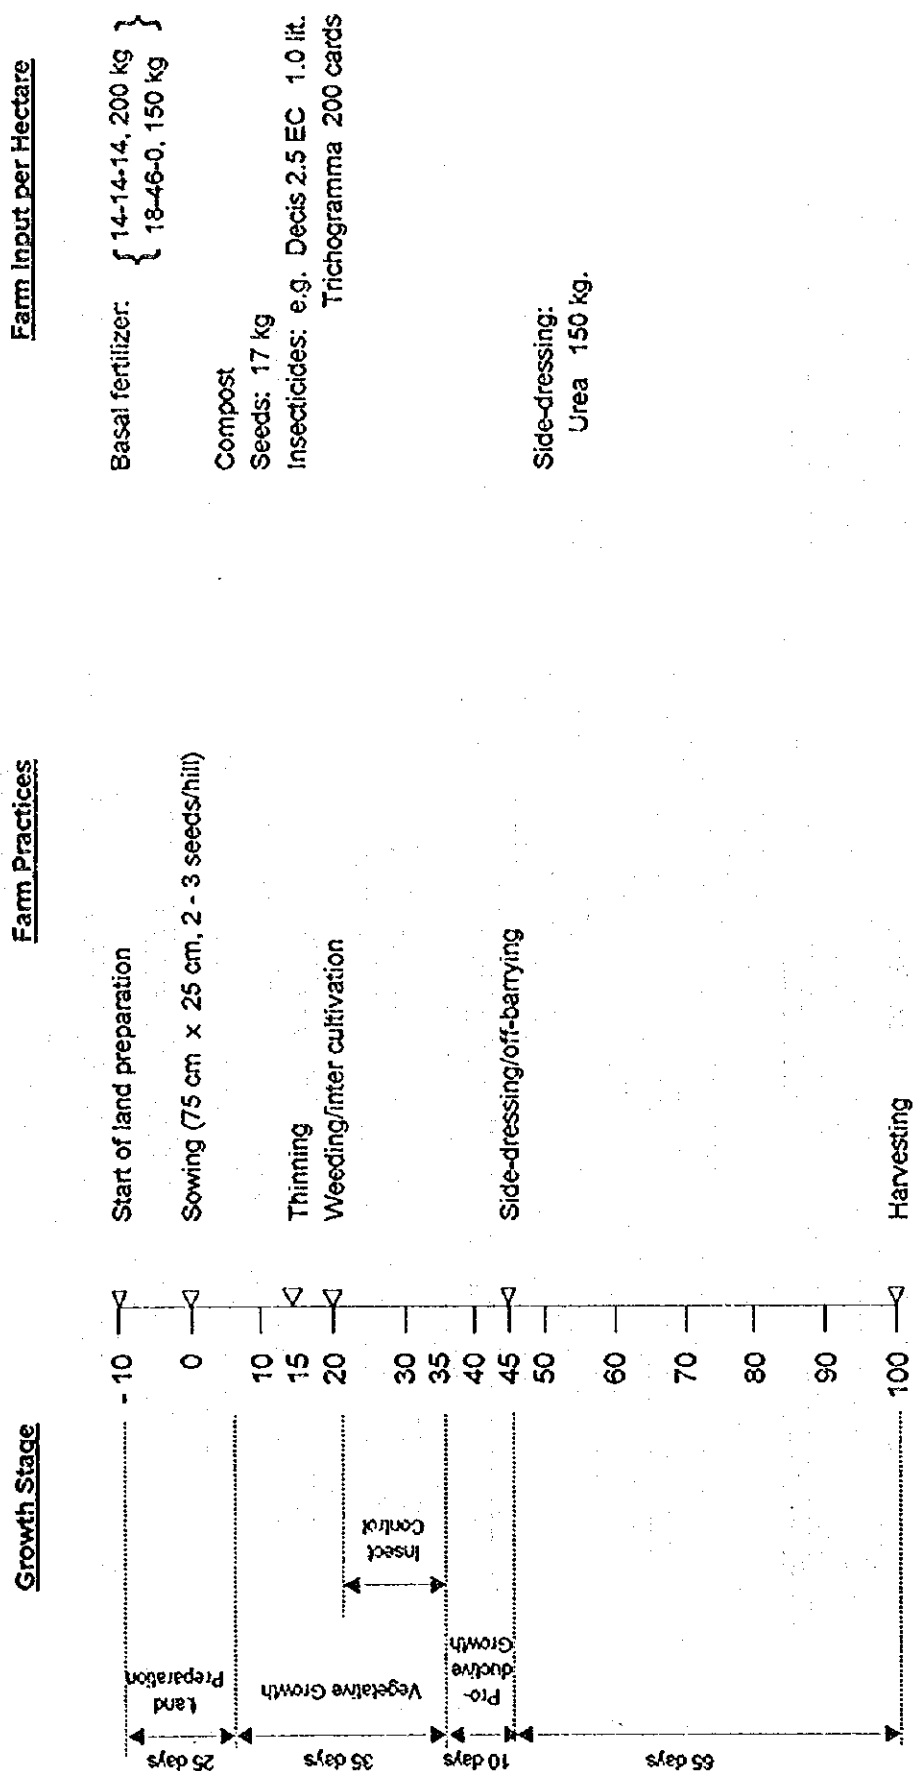 Growth Stage
Farm Practices
Farm Input per Hectare
25 days
Land
Preparation
35 days
Vegetative Growth
Insect
Control
10 days
Pro-
ductive
Growth
65 days
- 10
0
10
15
20
30
35
40
45
50
60
70
80
90
100
Start of land preparation
Sowing (75 cm x 25 cm, 2 - 3 seeds/hill)
Thinning
Weeding/inter cultivation
Side-dressing/off-barrying
Harvesting
Basal fertilizer: { 14-14-14, 200 kg }
{ 18-46-0, 150 kg }
Compost
Seeds: 17 kg
Insecticides: e.g. Decis 2.5 EC 1.0 lit.
Trichogramma 200 cards
Side-dressing:
Urea 150 kg.